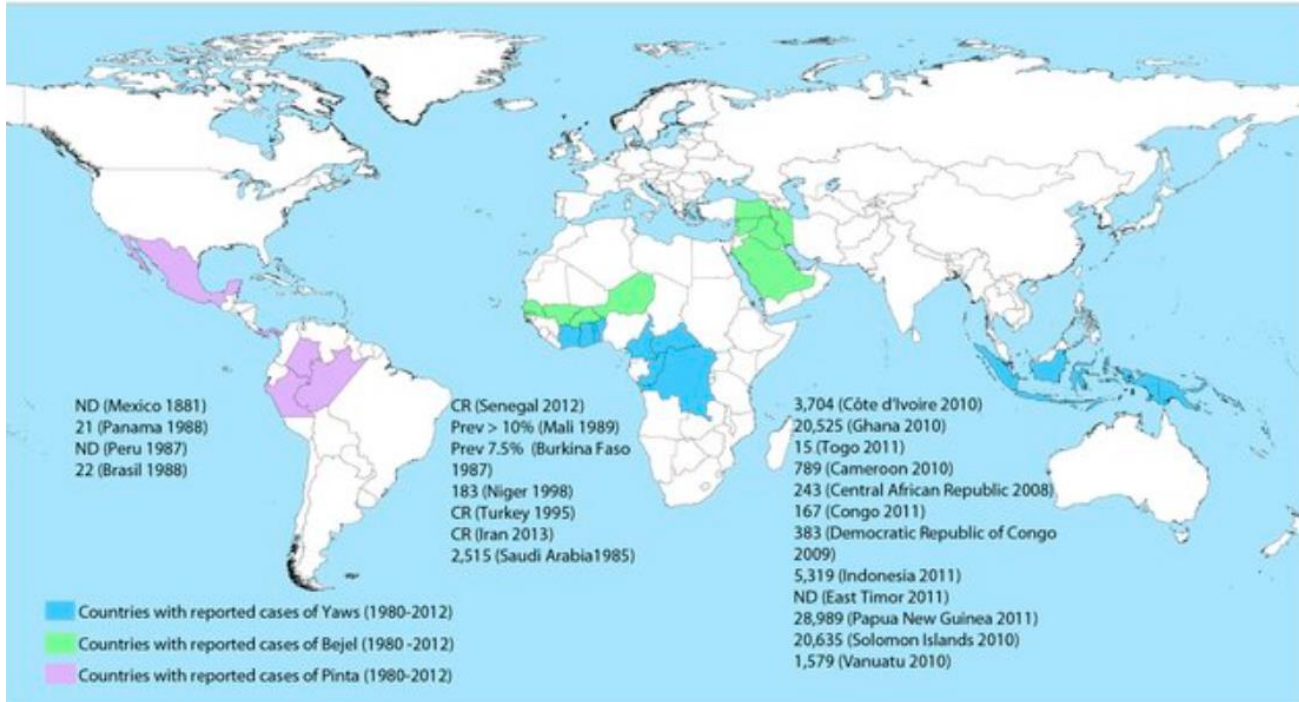 ND (Mexico 1881)
21 (Panama 1988)
ND (Peru 1987)
22 (Brasil 1988)
CR (Senegal 2012)
Prev > 10% (Mali 1989)
Prev 7.5% (Burkina Faso
1987)
183 (Niger 1998)
CR (Turkey 1995)
CR (Iran 2013)
2,515 (Saudi Arabia1985)
3,704 (Côte d'Ivoire 2010)
20,525 (Ghana 2010)
15 (Togo 2011)
789 (Cameroon 2010)
243 (Central African Republic 2008)
167 (Congo 2011)
383 (Democratic Republic of Congo
2009)
5,319 (Indonesia 2011)
ND (East Timor 2011)
28,989 (Papua New Guinea 2011)
20,635 (Solomon Islands 2010)
1,579 (Vanuatu 2010)
Countries with reported cases of Yaws (1980-2012)
Countries with reported cases of Bejel (1980 -2012)
Countries with reported cases of Pinta (1980-2012)